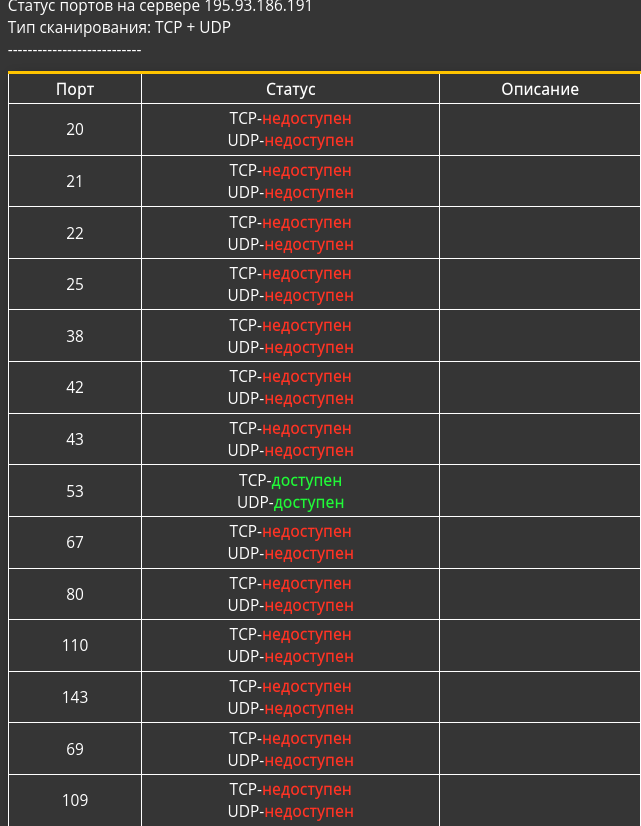 Статус портов на сервере 195.93.186.191
Тип сканирования: TCP + UDP
---------------------------
Порт Статус Описание
20
TCP-недоступен
UDP-недоступен
21
TCP-недоступен
UDP-недоступен
22
TCP-недоступен
UDP-недоступен
25
TCP-недоступен
UDP-недоступен
38
TCP-недоступен
UDP-недоступен
42
TCP-недоступен
UDP-недоступен
43
TCP-недоступен
UDP-недоступен
53
TCP-доступен
UDP-доступен
67
TCP-недоступен
UDP-недоступен
80
TCP-недоступен
UDP-недоступен
110
TCP-недоступен
UDP-недоступен
143
TCP-недоступен
UDP-недоступен
69
TCP-недоступен
UDP-недоступен
109
TCP-недоступен
UDP-недоступен